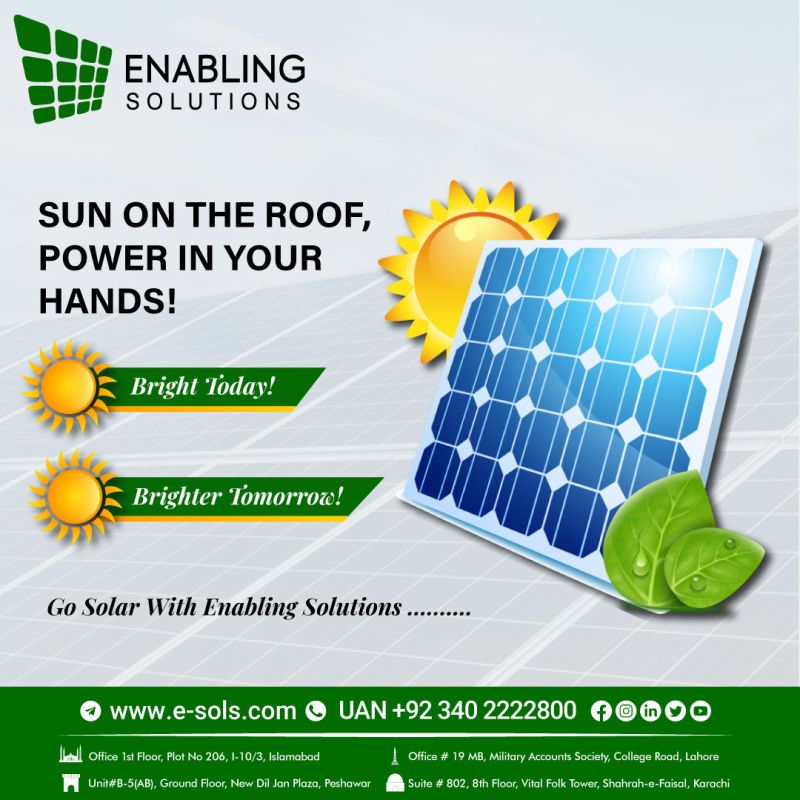 ENABLING
SOLUTIONS
SUN ON THE ROOF,
POWER IN YOUR
HANDS!
Bright Today!
Brighter Tomorrow!
Go Solar With Enabling Solutions ..........
www.e-sols.com UAN +92 340 2222800
Office 1st Floor, Plot No 206, I-10/3, Islamabad
Office # 19 MB, Military Accounts Society, College Road, Lahore
Unit#B-5(AB), Ground Floor, New Dil Jan Plaza, Peshawar
Suite # 802, 8th Floor, Vital Folk Tower, Shahrah-e-Faisal, Karachi